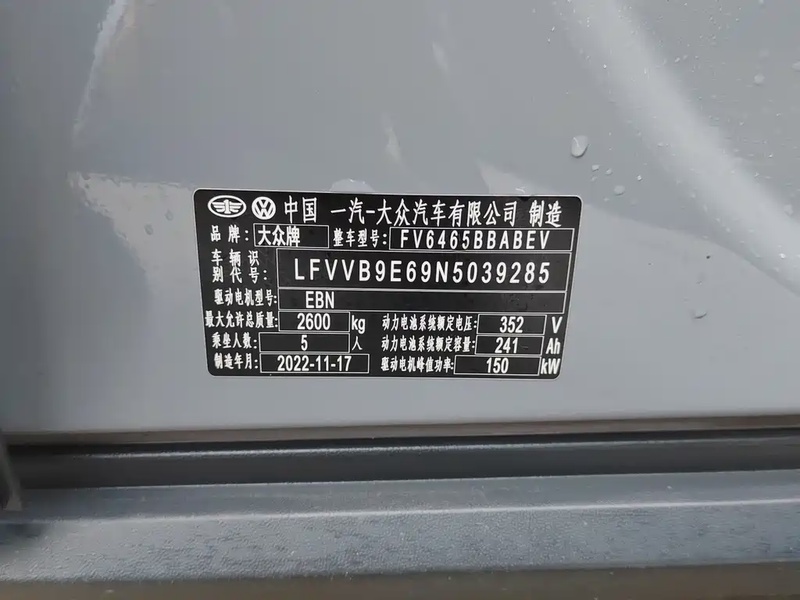 中国 一汽-大众汽车有限公司 制造
品牌: 大众牌 整车型号: FV6465BBABEV
车辆识别代号: LFVVB9E69N5039285
驱动电机型号: EBN
最大允许总质量: 2600 kg 动力电池系统额定电压: 352 V
乘坐人数: 5 人 动力电池系统额定容量: 241 Ah
制造年月: 2022-11-17 驱动电机峰值功率: 150 kW